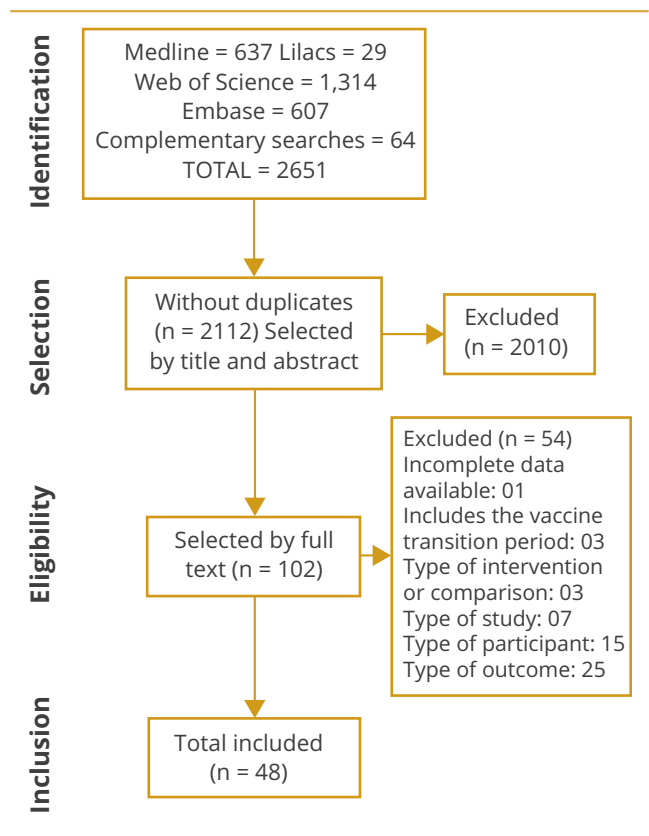 Identification
Medline = 637 Lilacs = 29
Web of Science = 1,314
Embase = 607
Complementary searches = 64
TOTAL = 2651
Selection
Without duplicates
(n = 2112) Selected
by title and abstract
Excluded
(n = 2010)
Eligibility
Selected by full
text (n = 102)
Excluded (n = 54)
Incomplete data
available: 01
Includes the vaccine
transition period: 03
Type of intervention
or comparison: 03
Type of study: 07
Type of participant: 15
Type of outcome: 25
Inclusion
Total included
(n = 48)